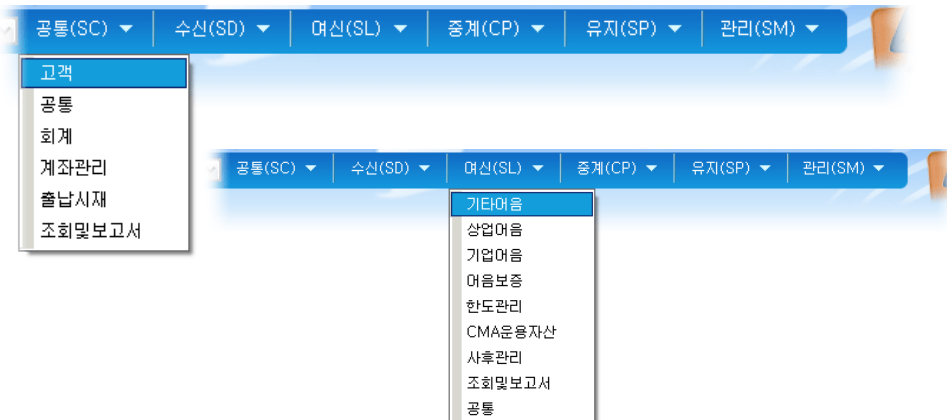 공통(SC) 수신(SD) 여신(SL) 중계(CP) 유지(SP) 관리(SM)
고객
공통
회계
계좌관리
출납시재
조회및보고서
공통(SC) 수신(SD) 여신(SL) 중계(CP) 유지(SP) 관리(SM)
기타어음
상업어음
기업어음
어음보증
한도관리
CMA운용자산
사후관리
조회및보고서
공통